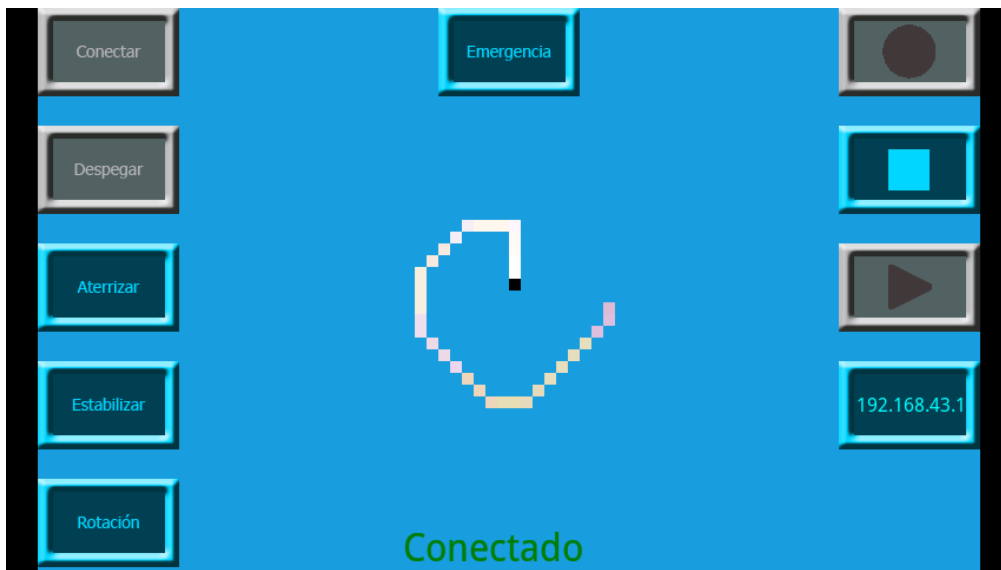 Conectar
Emergencia
Despegar
Aterrizar
Estabilizar
192.168.43.1
Rotación
Conectado